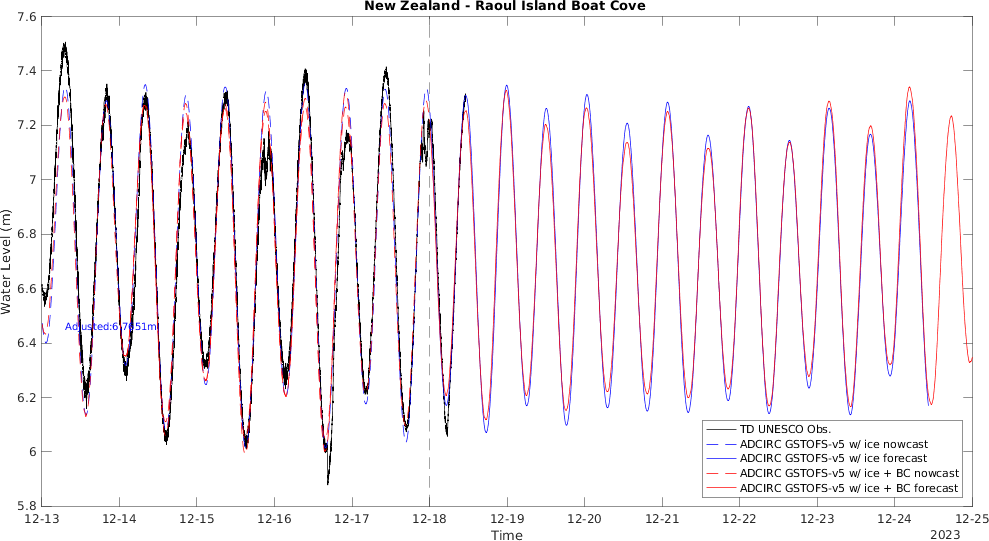 New Zealand - Raoul Island Boat Cove
7.6
7.4
7.2
7
6.8
6.6
6.4
6.2
6
5.8
Water Level (m)
Adjusted:6.7051m
TD UNESCO Obs.
ADCIRC GSTOFS-v5 w/ ice nowcast
ADCIRC GSTOFS-v5 w/ ice forecast
ADCIRC GSTOFS-v5 w/ ice + BC nowcast
ADCIRC GSTOFS-v5 w/ ice + BC forecast
12-13 12-14 12-15 12-16 12-17 12-18 12-19 12-20 12-21 12-22 12-23 12-24 12-25
Time
2023